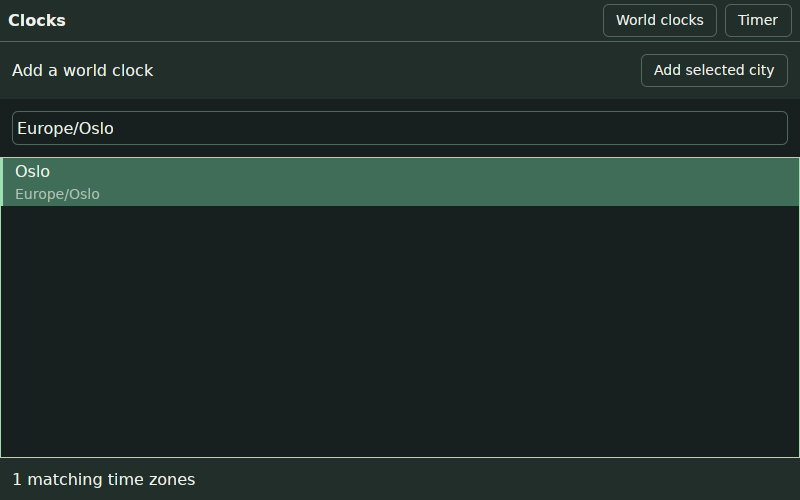 Clocks
World clocks
Timer
Add a world clock
Add selected city
Europe/Oslo
Oslo
Europe/Oslo
1 matching time zones